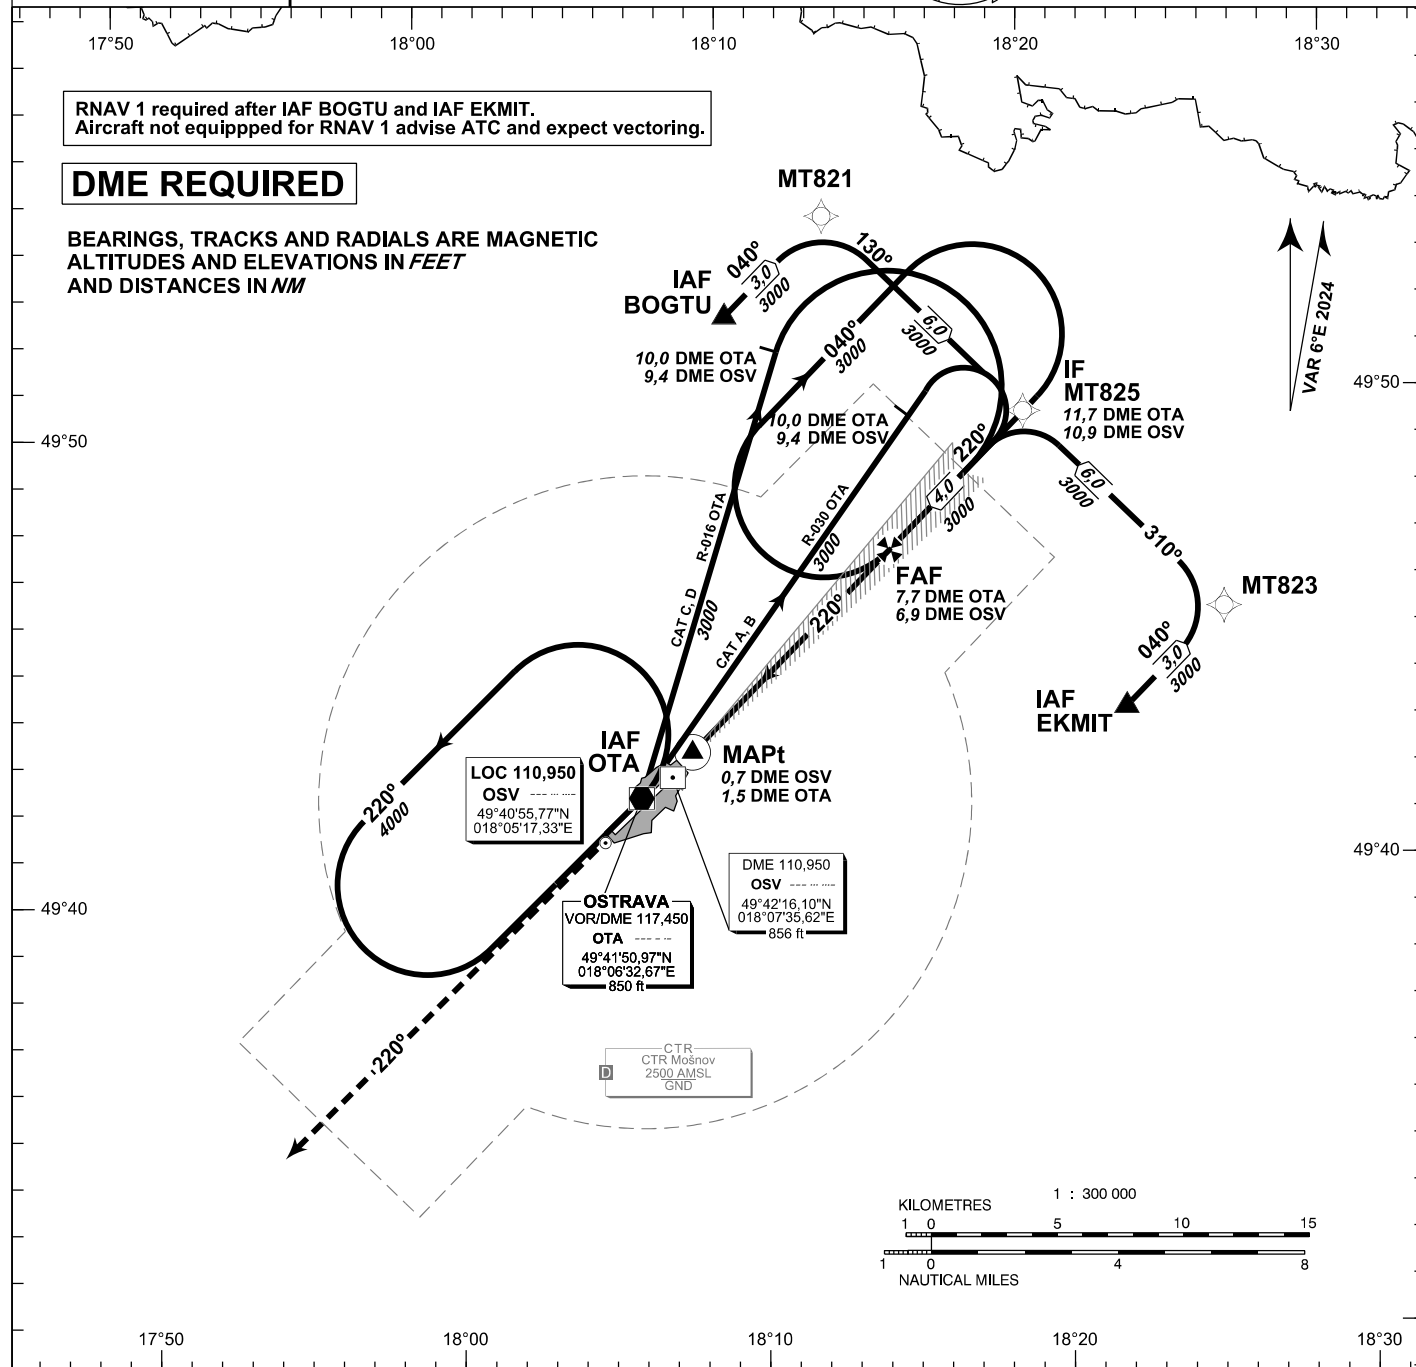 17°50
18°00
18°10
18°20
18°30
RNAV 1 required after IAF BOGTU and IAF EKMIT.
Aircraft not equippped for RNAV 1 advise ATC and expect vectoring.
DME REQUIRED
BEARINGS, TRACKS AND RADIALS ARE MAGNETIC
ALTITUDES AND ELEVATIONS IN FEET
AND DISTANCES IN NM
MT821
040°
3,0
3000
130°
IAF
BOGTU
6,0
3000
VAR 6°E 2024
040°
3000
10,0 DME OTA
9,4 DME OSV
IF
MT825
11,7 DME OTA
10,9 DME OSV
49°50
10,0 DME OTA
9,4 DME OSV
49°50
220°
4,0
3000
6,0
3000
R-016 OTA
R-030 OTA
3000
310°
FAF
7,7 DME OTA
6,9 DME OSV
MT823
220°
CAT C, D
3000
CAT A, B
040°
3,0
3000
IAF
EKMIT
IAF
OTA
MAPt
0,7 DME OSV
1,5 DME OTA
LOC 110,950
OSV --- ... ...-
49°40'55,77"N
018°05'17,33"E
220°
4000
49°40
DME 110,950
OSV --- ... ...-
49°42'16,10"N
018°07'35,62"E
856 ft
49°40
OSTRAVA
VOR/DME 117,450
OTA --- - .-
49°41'50,97"N
018°06'32,67"E
850 ft
220°
CTR
CTR Mošnov
D
2500 AMSL
GND
1 : 300 000
KILOMETRES
1 0 5 10 15
1 0 4 8
NAUTICAL MILES
17°50
18°00
18°10
18°20
18°30